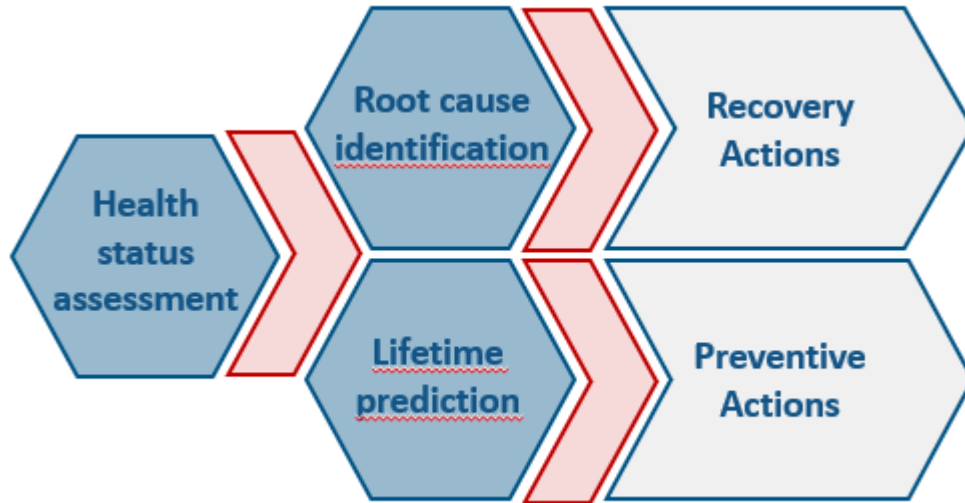 Health
status
assessment
Root cause
identification
Recovery
Actions
Lifetime
prediction
Preventive
Actions